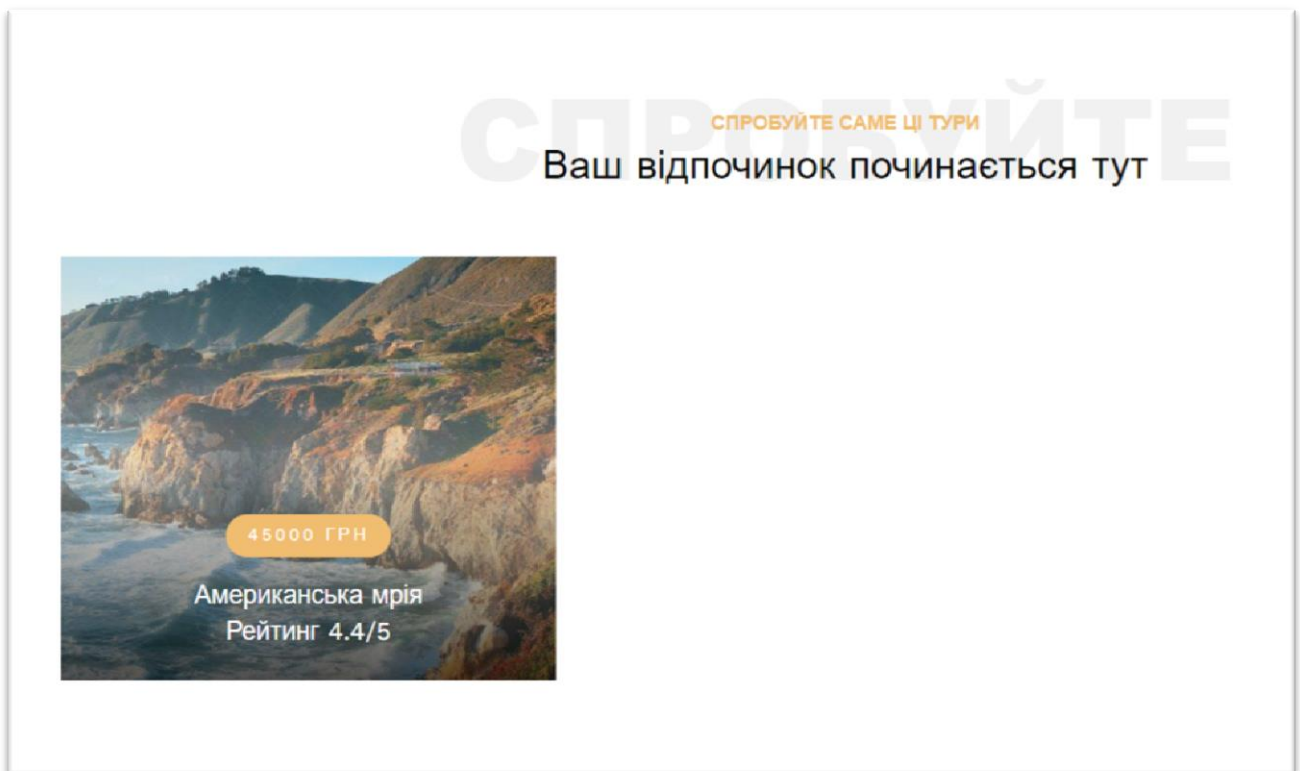 СПРОБУЙТЕ
СПРОБУЙТЕ САМЕ ЦІ ТУРИ
Ваш відпочинок починається тут
45000 ГРН
Американська мрія
Рейтинг 4.4/5